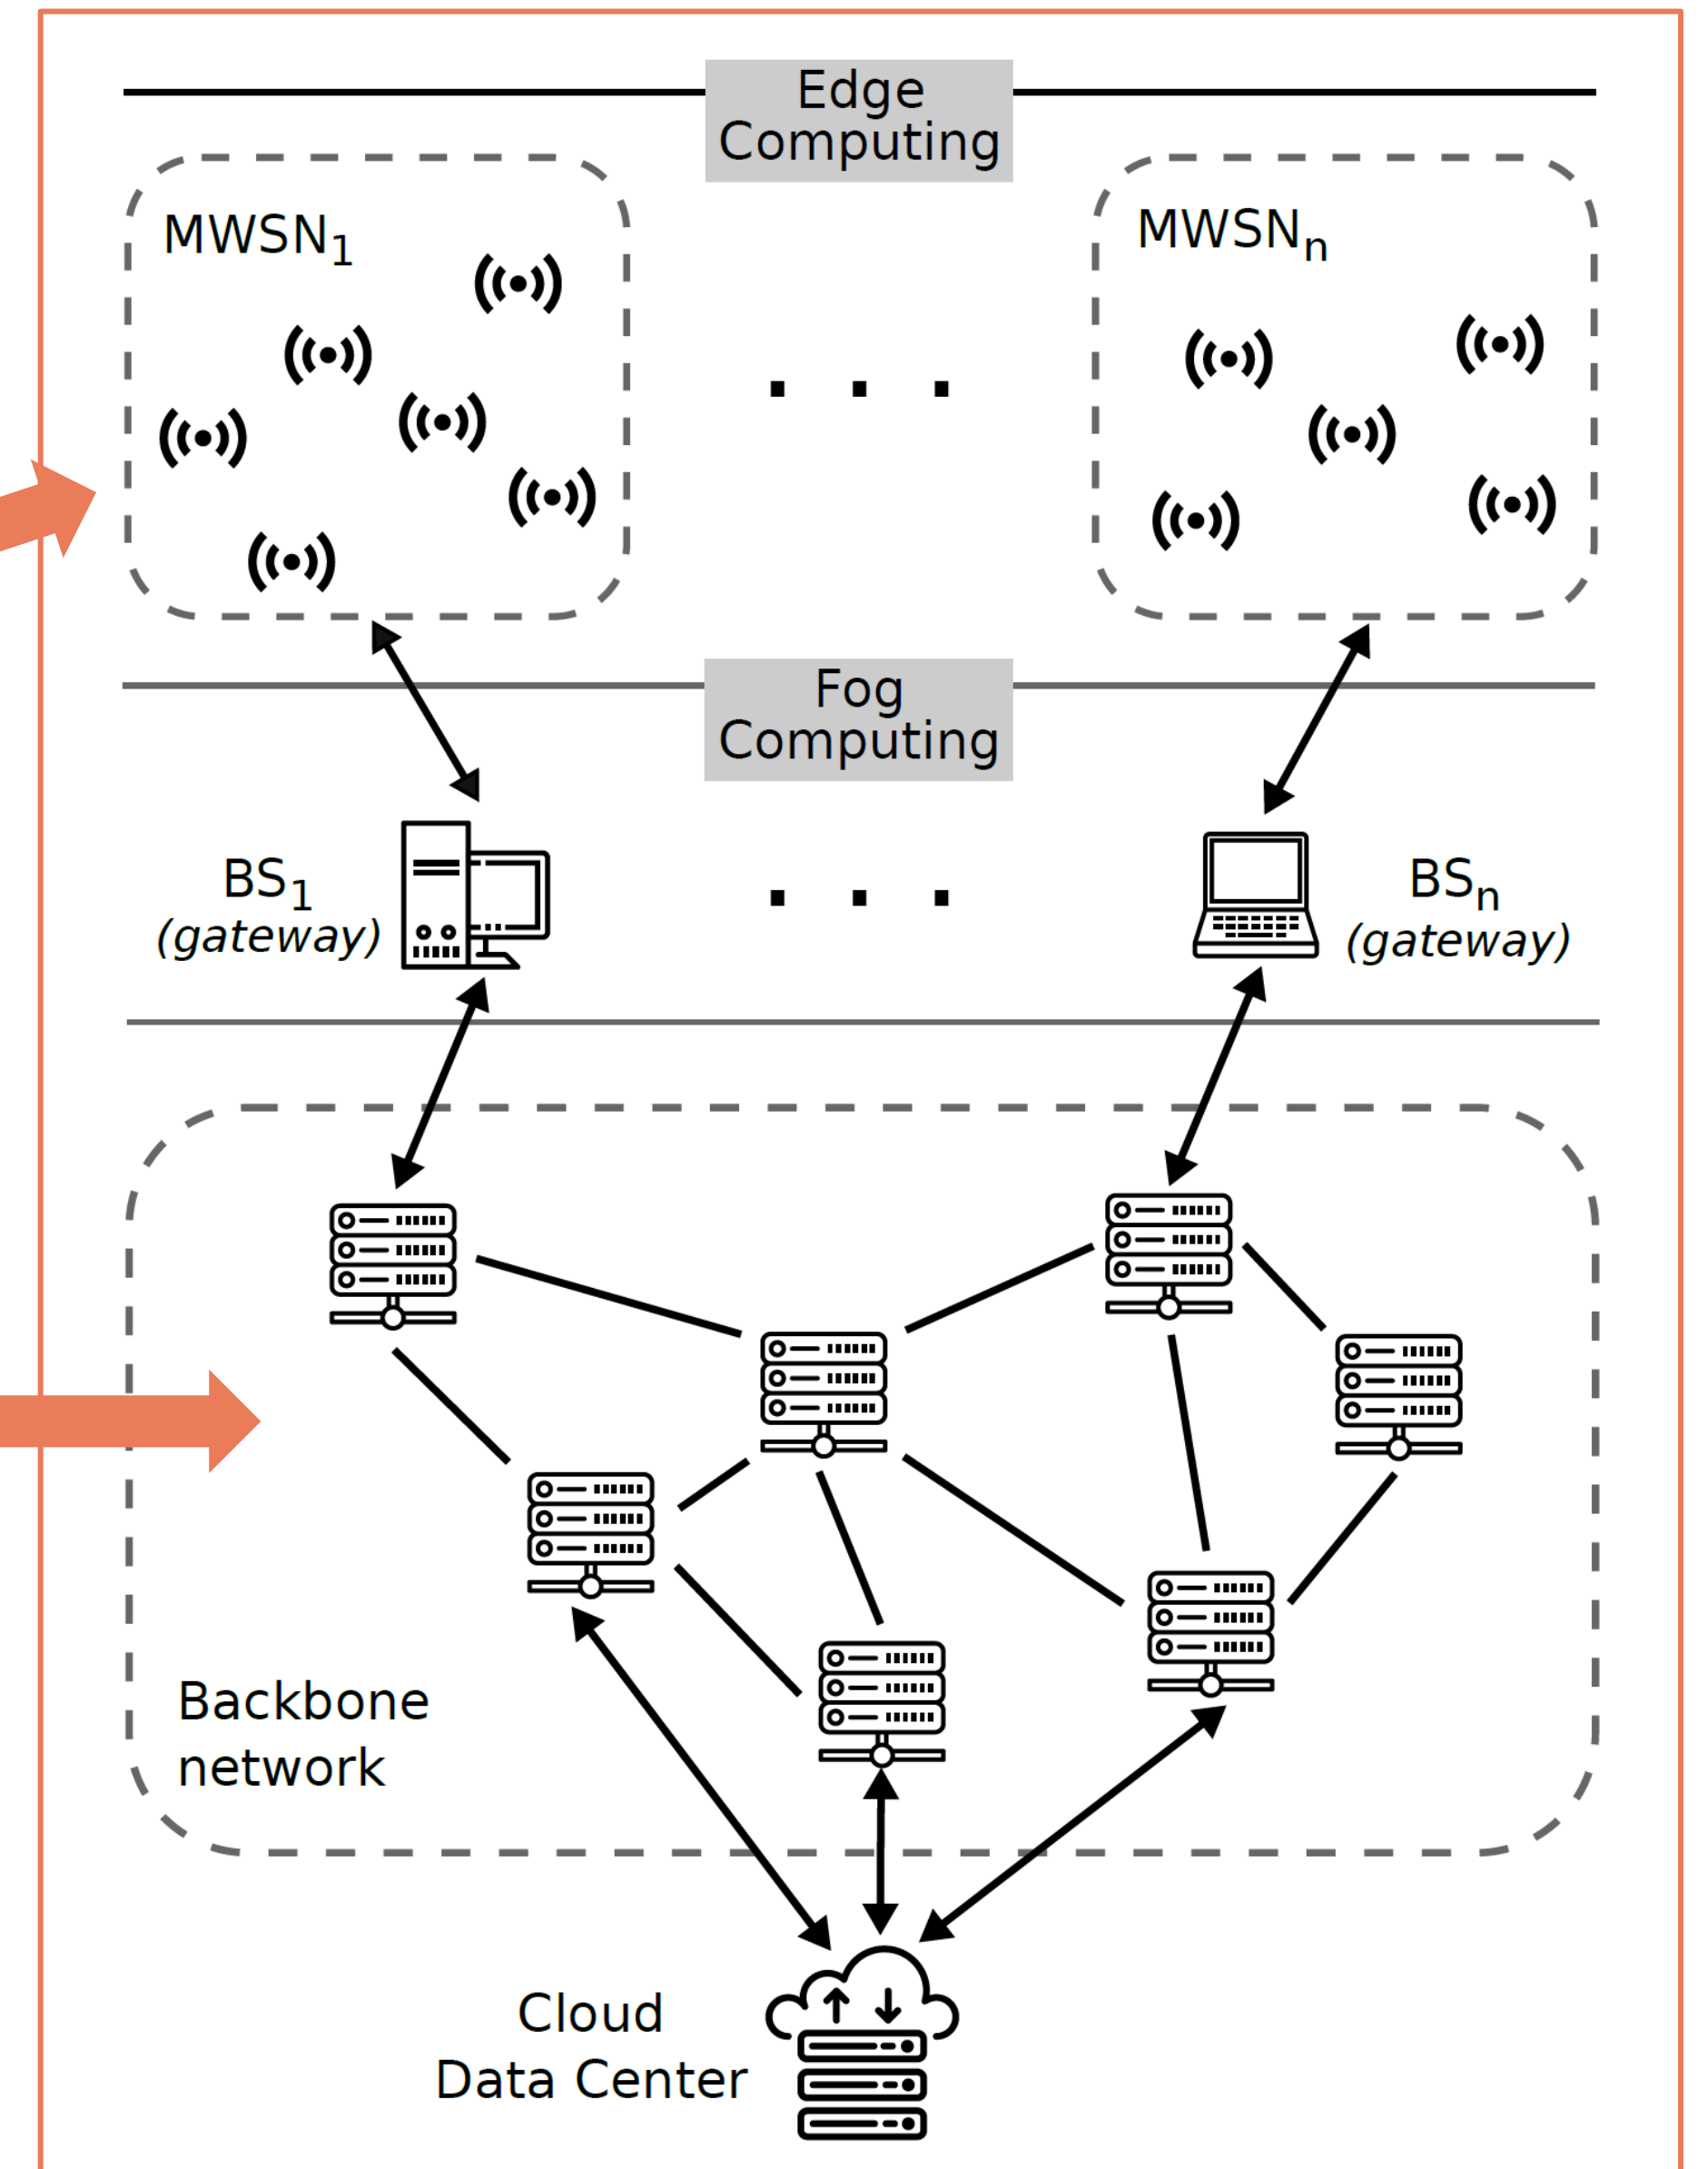 Edge
Computing
MWSN1
MWSNn
. . .
Fog
Computing
BS1
(gateway)
. . .
BSn
(gateway)
Backbone
network
Cloud
Data Center